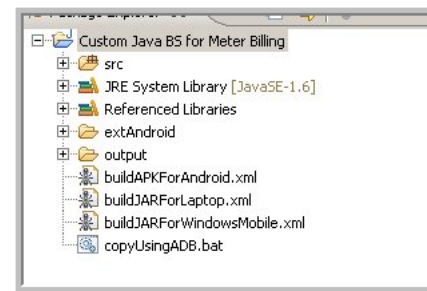 Custom Java BS for Meter Billing
src
JRE System Library [JavaSE-1.6]
Referenced Libraries
extAndroid
output
buildAPKForAndroid.xml
buildJARForLaptop.xml
buildJARForWindowsMobile.xml
copyUsingADB.bat